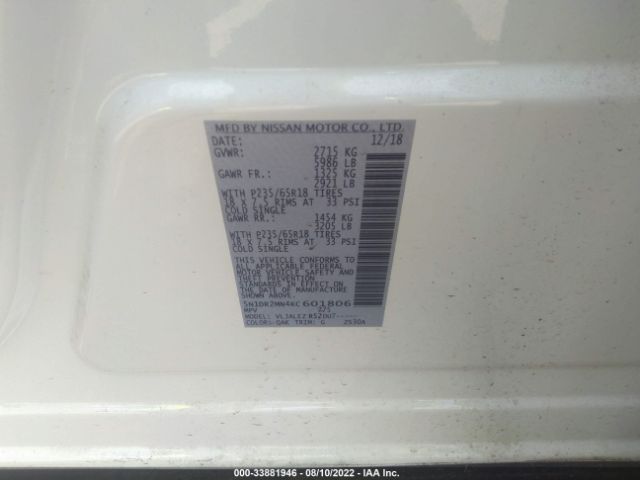 MFD BY NISSAN MOTOR CO., LTD.
DATE: 12/18
GVWR: 2715 KG
5986 LB
GAWR FR.: 1325 KG
2921 LB
WITH P235/65R18 TIRES
18 X 7.5 RIMS AT 33 PSI
COLD SINGLE
GAWR RR.: 1454 KG
3205 LB
WITH P235/65R18 TIRES
18 X 7.5 RIMS AT 33 PSI
COLD SINGLE
THIS VEHICLE CONFORMS TO
ALL APPLICABLE FEDERAL
MOTOR VEHICLE SAFETY AND
THEFT PREVENTION
STANDARDS IN EFFECT ON
THE DATE OF MANUFACTURE
SHOWN ABOVE.
5N1DR2MN4KC601806
MPV 275
MODEL:
COLOR: QAK TRIM: G 2530A
000-33881946 - 08/10/2022 - IAA Inc.